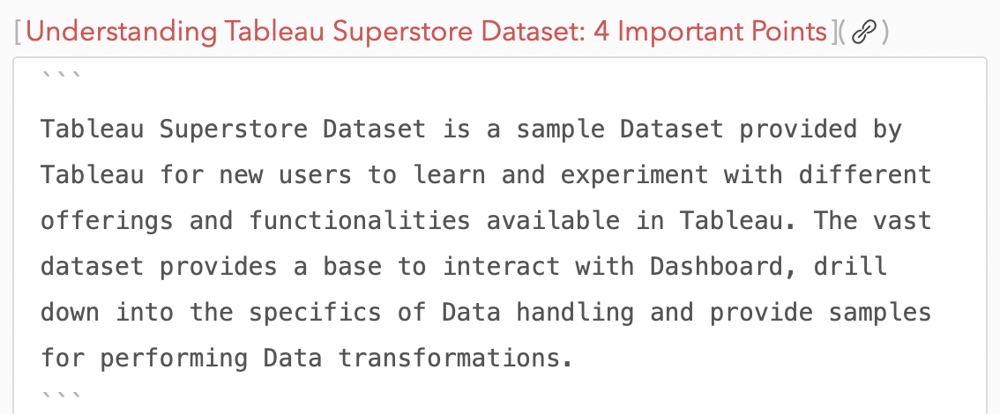 [Understanding Tableau Superstore Dataset: 4 Important Points]()
```
Tableau Superstore Dataset is a sample Dataset provided by
Tableau for new users to learn and experiment with different
offerings and functionalities available in Tableau. The vast
dataset provides a base to interact with Dashboard, drill
down into the specifics of Data handling and provide samples
for performing Data transformations.
```